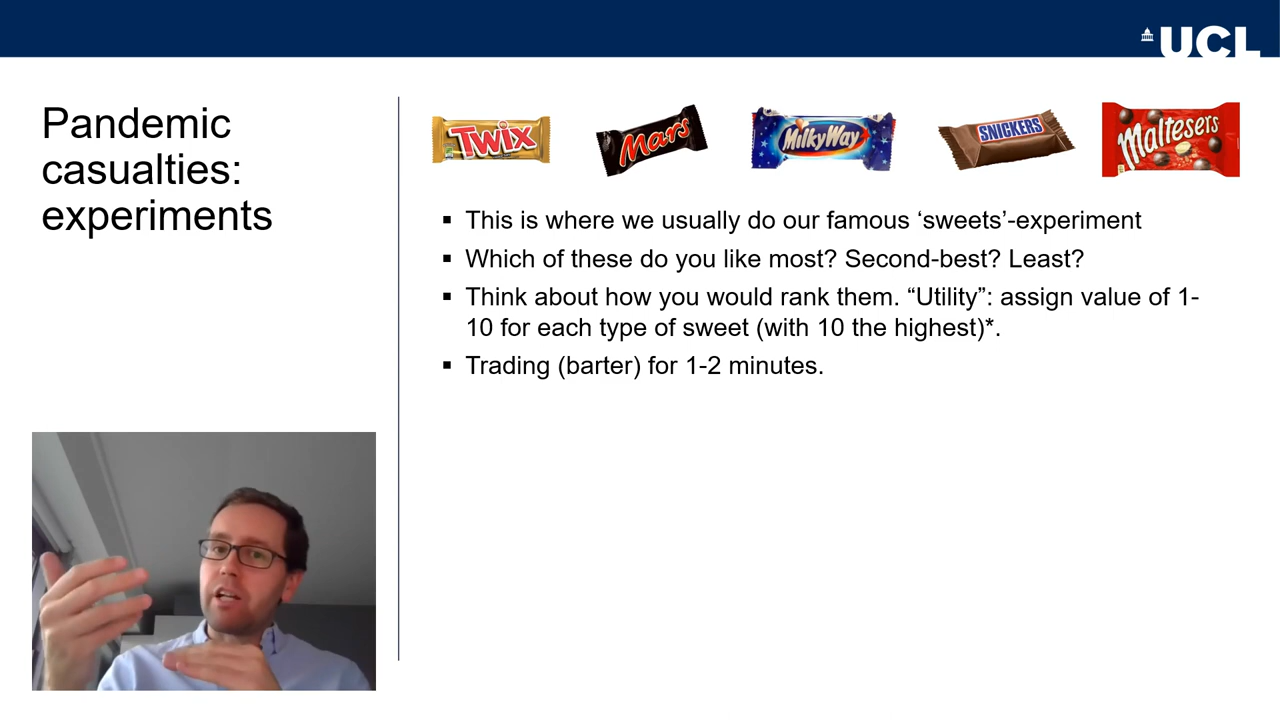 UCL
Pandemic
casualties:
experiments
TWIX
Mars
MilkyWay
SNICKERS
Maltesers
▪ This is where we usually do our famous ‘sweets’-experiment
▪ Which of these do you like most? Second-best? Least?
▪ Think about how you would rank them. “Utility”: assign value of 1-
10 for each type of sweet (with 10 the highest)*.
▪ Trading (barter) for 1-2 minutes.